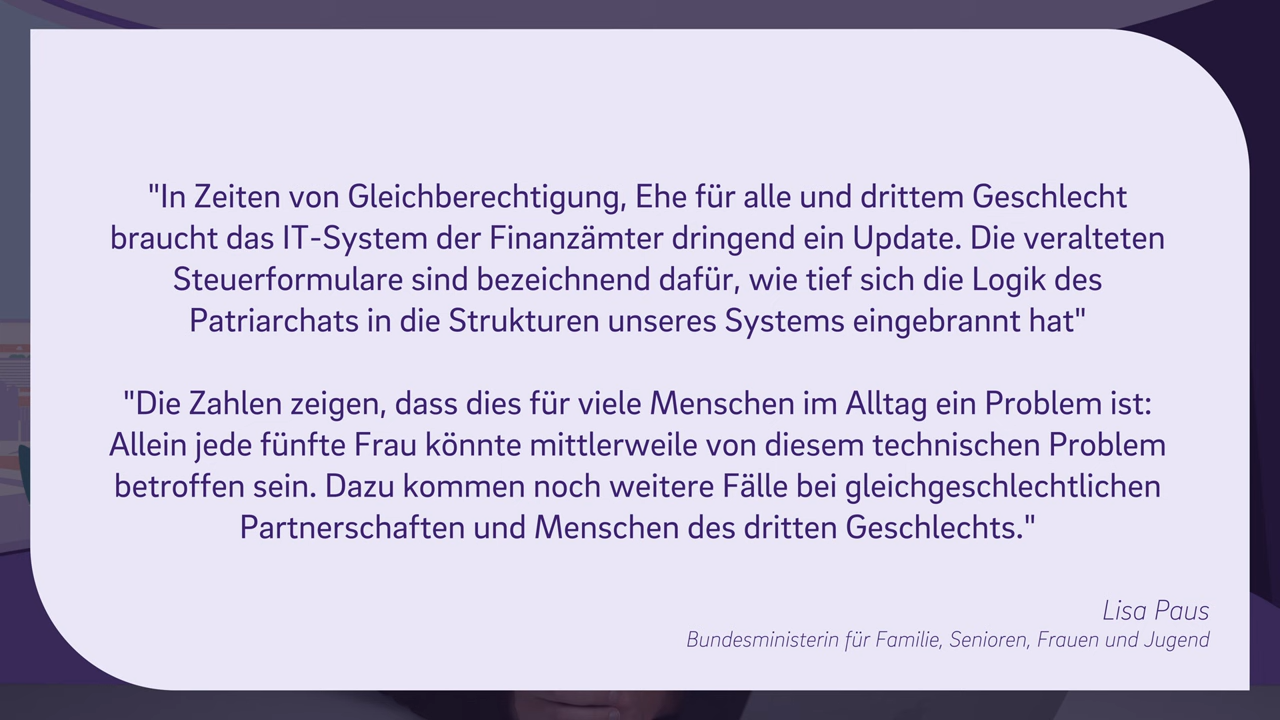 "In Zeiten von Gleichberechtigung, Ehe für alle und drittem Geschlecht
braucht das IT-System der Finanzämter dringend ein Update. Die veralteten
Steuerformulare sind bezeichnend dafür, wie tief sich die Logik des
Patriarchats in die Strukturen unseres Systems eingebrannt hat"
"Die Zahlen zeigen, dass dies für viele Menschen im Alltag ein Problem ist:
Allein jede fünfte Frau könnte mittlerweile von diesem technischen Problem
betroffen sein. Dazu kommen noch weitere Fälle bei gleichgeschlechtlichen
Partnerschaften und Menschen des dritten Geschlechts."
Lisa Paus
Bundesministerin für Familie, Senioren, Frauen und Jugend